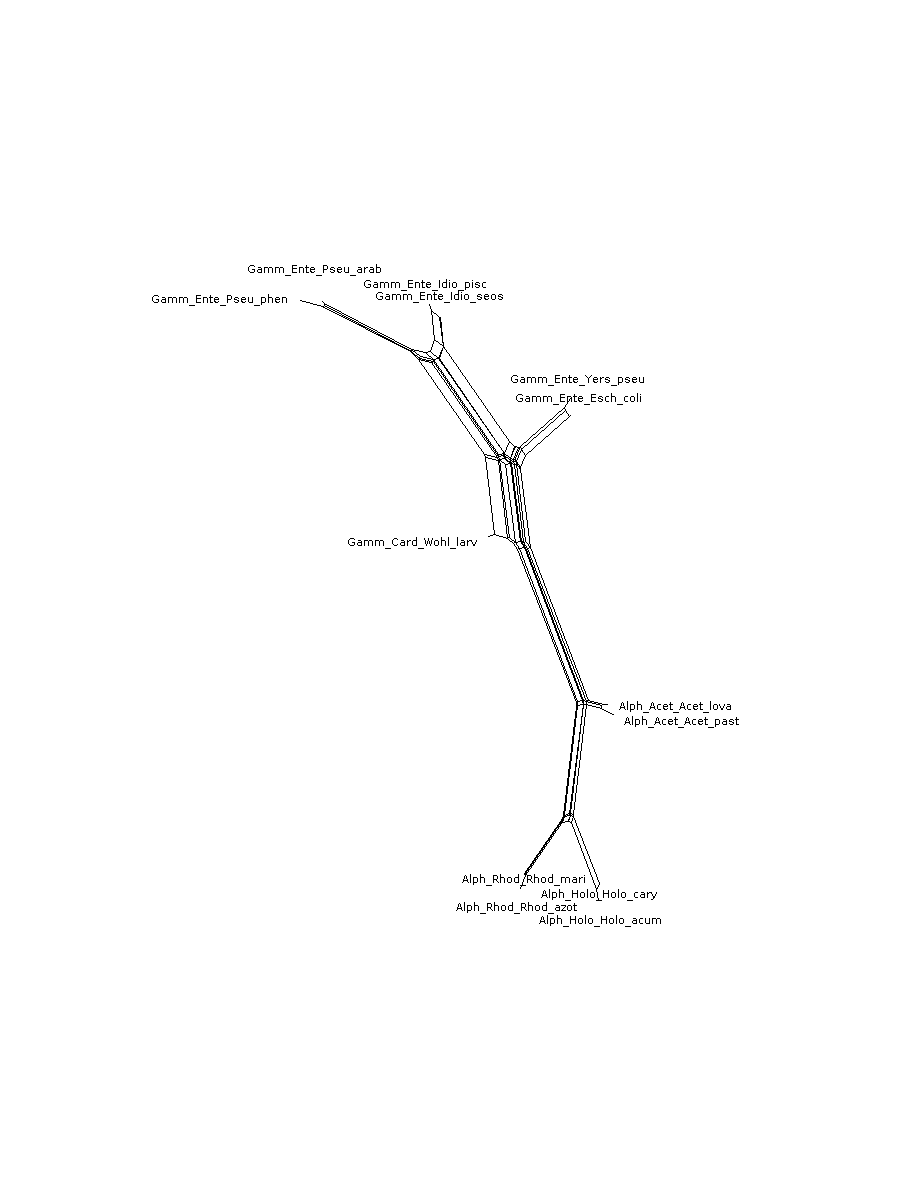 Gamm_Ente_Pseu_arab
Gamm_Ente_Idio_pisc
Gamm_Ente_Idio_seos
Gamm_Ente_Pseu_phen
Gamm_Ente_Yers_pseu
Gamm_Ente_Esch_coli
Gamm_Card_Wohl_larv
Alph_Acet_Acet_lova
Alph_Acet_Acet_past
Alph_Rhod_Rhod_mari
Alph_Holo_Holo_cary
Alph_Rhod_Rhod_azot
Alph_Holo_Holo_acum